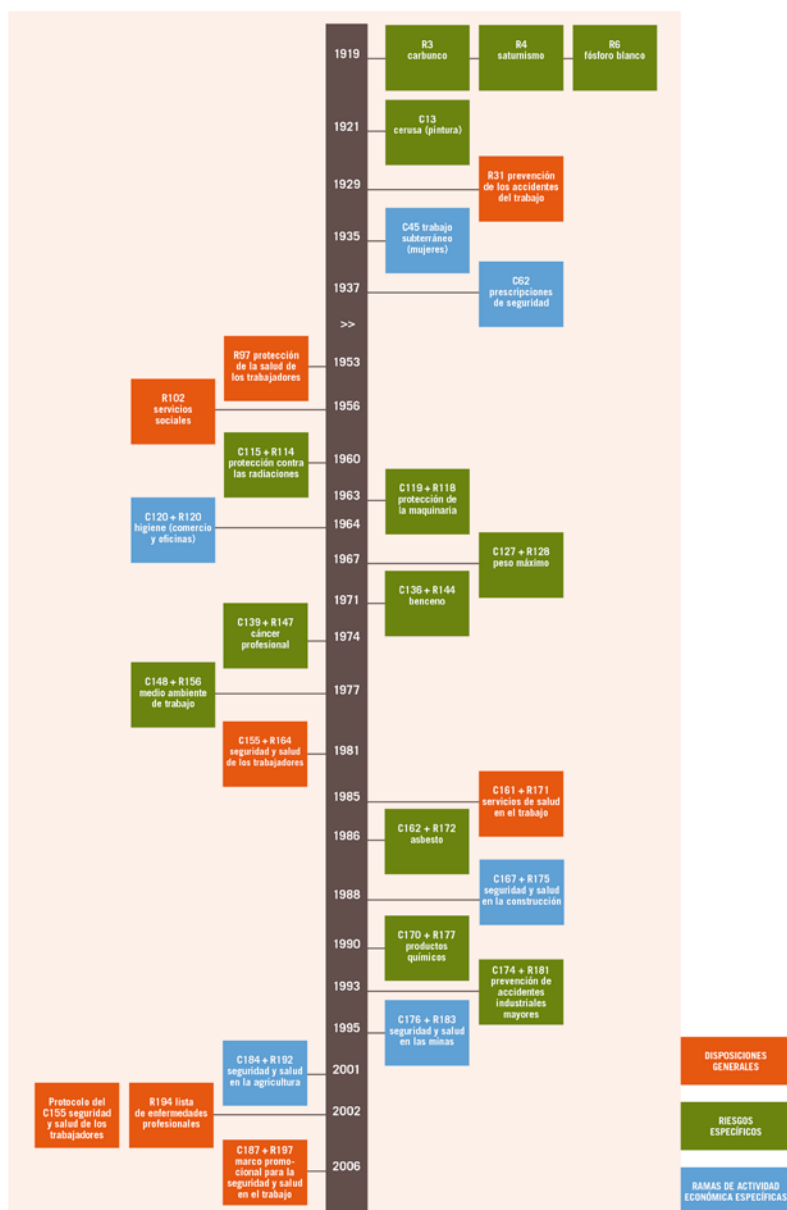 1919
R3
carbunco
R4
saturnismo
R6
fósforo blanco
1921
C13
cerusa (pintura)
1929
R31 prevención
de los accidentes
del trabajo
1935
C45 trabajo
subterráneo
(mujeres)
1937
C62
prescripciones
de seguridad
>>
1953
R97 protección
de la salud de
los trabajadores
1956
R102
servicios
sociales
1960
C115 + R114
protección contra
las radiaciones
1963
C119 + R118
protección de
la maquinaria
1964
C120 + R120
higiene (comercio
y oficinas)
1967
C127 + R128
peso máximo
1971
C136 + R144
benceno
1974
C139 + R147
cáncer
profesional
1977
C148 + R156
medio ambiente
de trabajo
1981
C155 + R164
seguridad y salud
de los trabajadores
1985
C161 + R171
servicios de salud
en el trabajo
1986
C162 + R172
asbesto
1988
C167 + R175
seguridad y salud
en la construcción
1990
C170 + R177
productos
químicos
1993
C174 + R181
prevención de
accidentes
industriales
mayores
1995
C176 + R183
seguridad y salud
en las minas
2001
C184 + R192
seguridad y salud
en la agricultura
2002
Protocolo del
C155 seguridad
y salud de los
trabajadores
R194 lista
de enfermedades
profesionales
2006
C187 + R197
marco promo-
cional para la
seguridad y salud
en el trabajo
DISPOSICIONES
GENERALES
RIESGOS
ESPECÍFICOS
RAMAS DE ACTIVIDAD
ECONÓMICA ESPECÍFICAS